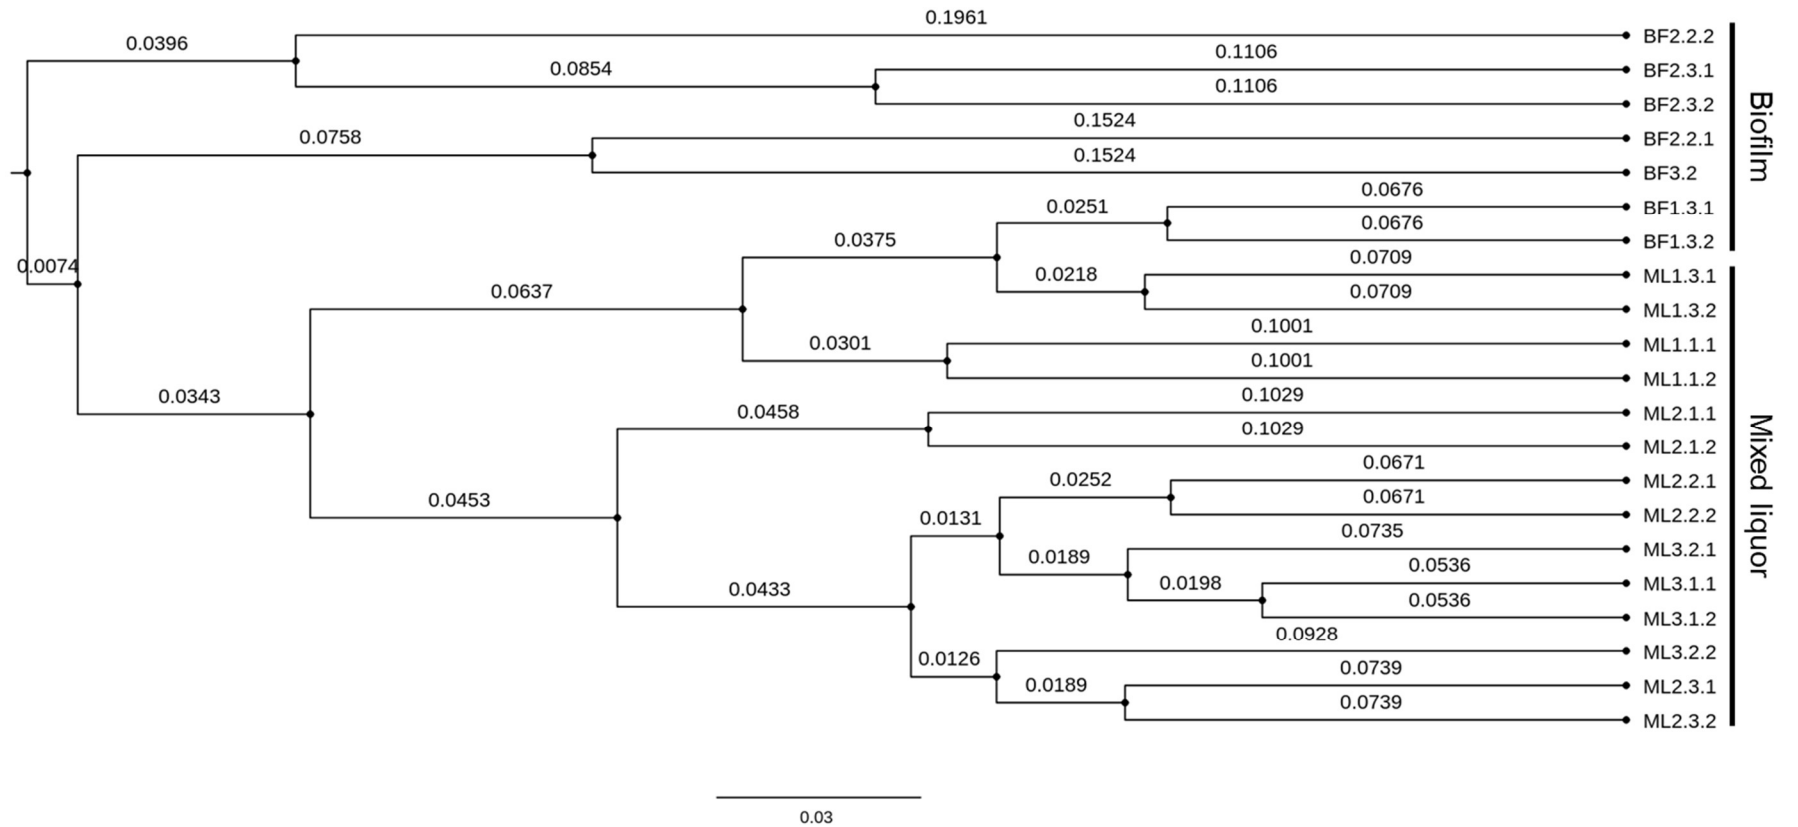 0.1961
BF2.2.2
0.0396
0.1106
BF2.3.1
0.0854
0.1106
BF2.3.2
0.1524
BF2.2.1
0.0758
0.1524
BF3.2
0.0676
BF1.3.1
0.0251
0.0676
BF1.3.2
0.0375
0.0709
ML1.3.1
0.0074
0.0218
0.0709
ML1.3.2
0.0637
0.1001
ML1.1.1
0.0301
0.1001
ML1.1.2
0.0343
0.1029
ML2.1.1
0.0458
0.1029
ML2.1.2
0.0671
ML2.2.1
0.0252
0.0671
ML2.2.2
0.0453
0.0131
0.0735
ML3.2.1
0.0189
0.0536
ML3.1.1
0.0198
0.0536
ML3.1.2
0.0433
0.0928
ML3.2.2
0.0126
0.0739
ML2.3.1
0.0189
0.0739
ML2.3.2
Biofilm
Mixed liquor
0.03